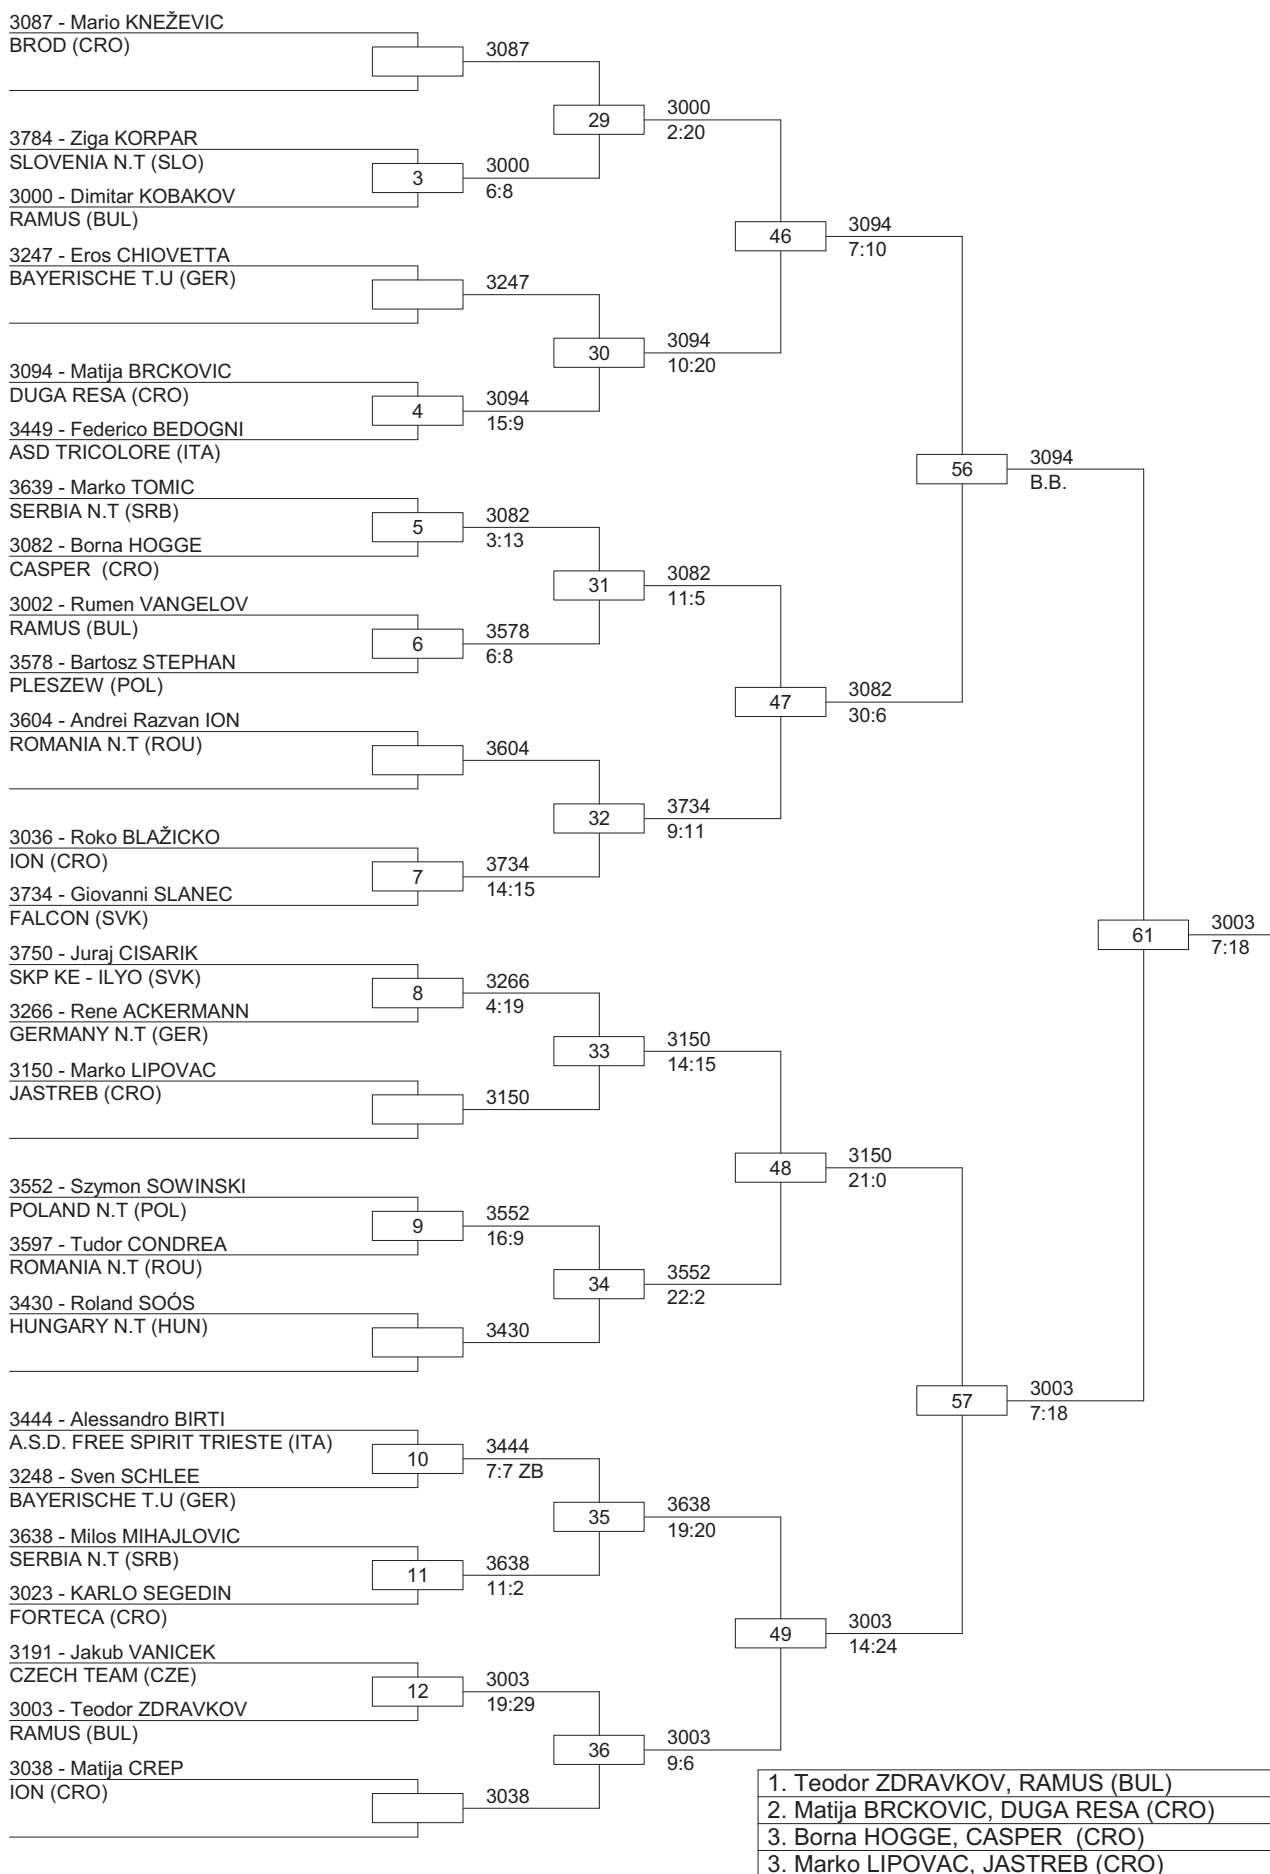 3087 - Mario KNEŽEVIC
BROD (CRO)
3087
29
3000
2:20
3784 - Ziga KORPAR
SLOVENIA N.T (SLO)
3
3000
6:8
3000 - Dimitar KOBAKOV
RAMUS (BUL)
46
3094
7:10
3247 - Eros CHIOVETTA
BAYERISCHE T.U (GER)
3247
30
3094
10:20
3094 - Matija BRCKOVIC
DUGA RESA (CRO)
4
3094
15:9
3449 - Federico BEDOGNI
ASD TRICOLORE (ITA)
56
3094
B.B.
3639 - Marko TOMIC
SERBIA N.T (SRB)
5
3082
3:13
3082 - Borna HOGGE
CASPER  (CRO)
31
3082
11:5
3002 - Rumen VANGELOV
RAMUS (BUL)
6
3578
6:8
3578 - Bartosz STEPHAN
PLESZEW (POL)
47
3082
30:6
3604 - Andrei Razvan ION
ROMANIA N.T (ROU)
3604
32
3734
9:11
3036 - Roko BLAŽICKO
ION (CRO)
7
3734
14:15
3734 - Giovanni SLANEC
FALCON (SVK)
61
3003
7:18
3750 - Juraj CISARIK
SKP KE - ILYO (SVK)
8
3266
4:19
3266 - Rene ACKERMANN
GERMANY N.T (GER)
33
3150
14:15
3150 - Marko LIPOVAC
JASTREB (CRO)
3150
48
3150
21:0
3552 - Szymon SOWINSKI
POLAND N.T (POL)
9
3552
16:9
3597 - Tudor CONDREA
ROMANIA N.T (ROU)
34
3552
22:2
3430 - Roland SOÓS
HUNGARY N.T (HUN)
3430
57
3003
7:18
3444 - Alessandro BIRTI
A.S.D. FREE SPIRIT TRIESTE (ITA)
10
3444
7:7 ZB
3248 - Sven SCHLEE
BAYERISCHE T.U (GER)
35
3638
19:20
3638 - Milos MIHAJLOVIC
SERBIA N.T (SRB)
11
3638
11:2
3023 - KARLO SEGEDIN
FORTECA (CRO)
49
3003
14:24
3191 - Jakub VANICEK
CZECH TEAM (CZE)
12
3003
19:29
3003 - Teodor ZDRAVKOV
RAMUS (BUL)
36
3003
9:6
3038 - Matija CREP
ION (CRO)
3038
1. Teodor ZDRAVKOV, RAMUS (BUL)
2. Matija BRCKOVIC, DUGA RESA (CRO)
3. Borna HOGGE, CASPER  (CRO)
3. Marko LIPOVAC, JASTREB (CRO)